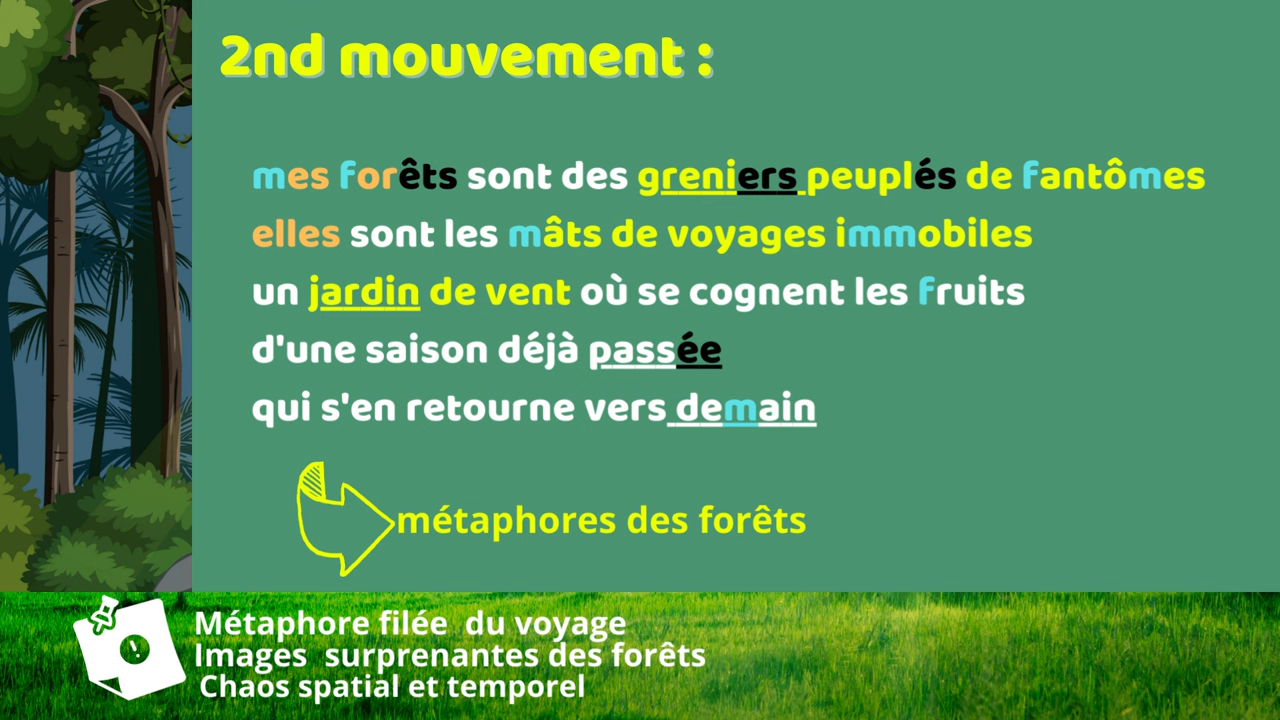 2nd mouvement :
mes forêts sont des greniers peuplés de fantômes
elles sont les mâts de voyages immobiles
un jardin de vent où se cognent les fruits
d'une saison déjà passée
qui s'en retourne vers demain
métaphores des forêts
Métaphore filée du voyage
Images surprenantes des forêts
Chaos spatial et temporel